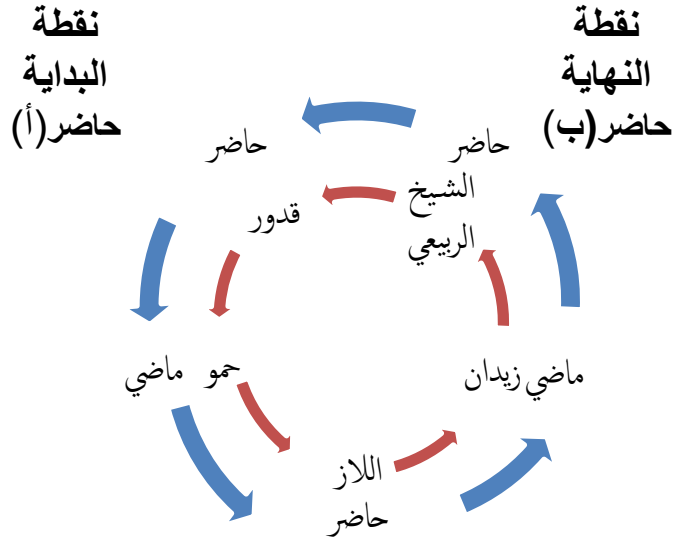 نقطة
البداية
حاضر(أ)
نقطة
النهاية
حاضر(ب)
حاضر
حاضر
الشيخ
الربيعي
قدور
ماضي حمو
ماضي زيدان
اللاز
حاضر